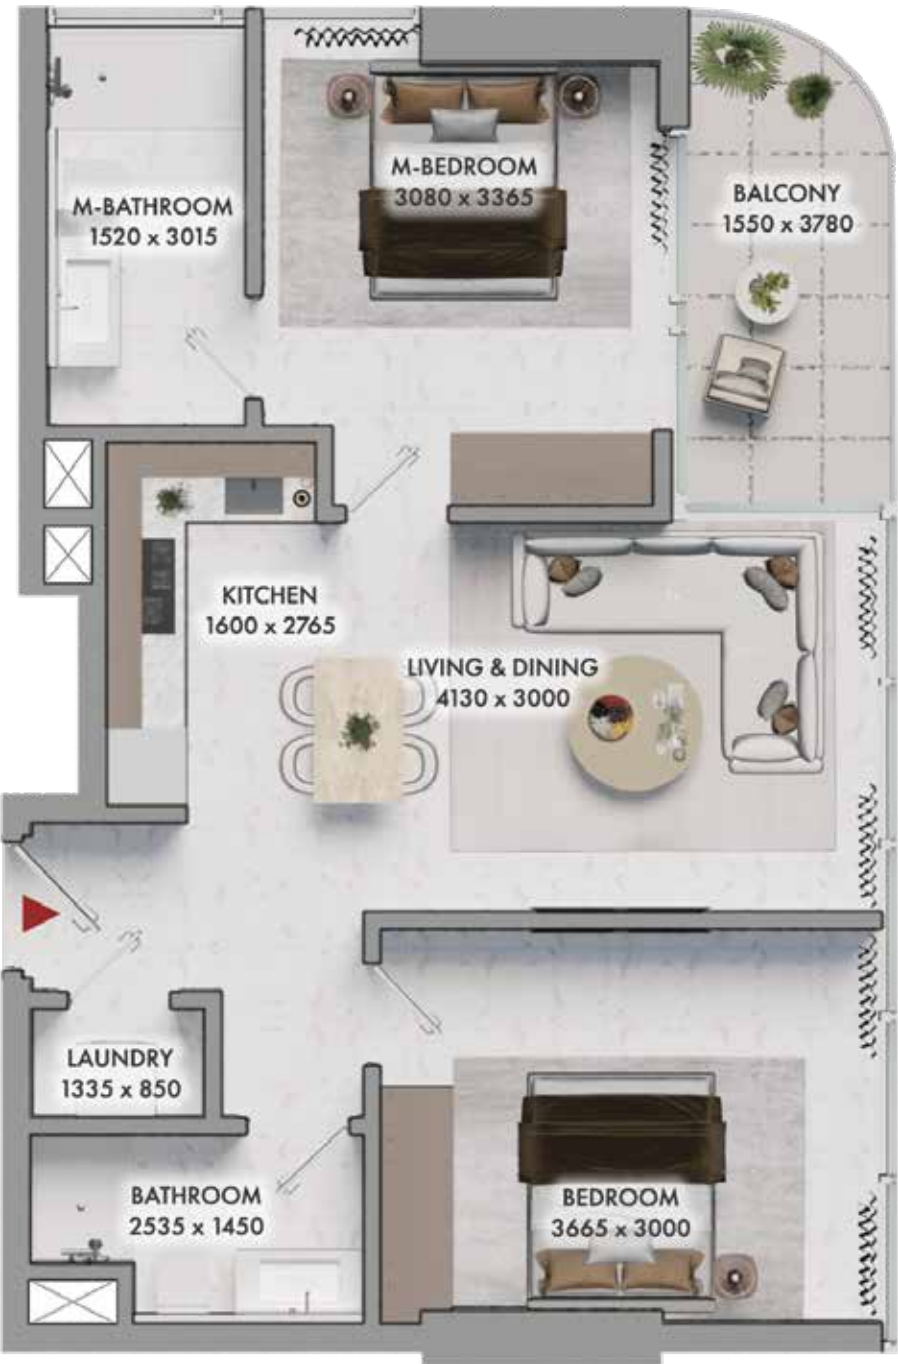 M-BEDROOM
3080 x 3365
M-BATHROOM
1520 x 3015
BALCONY
1550 x 3780
KITCHEN
1600 x 2765
LIVING & DINING
4130 x 3000
LAUNDRY
1335 x 850
BATHROOM
2535 x 1450
BEDROOM
3665 x 3000